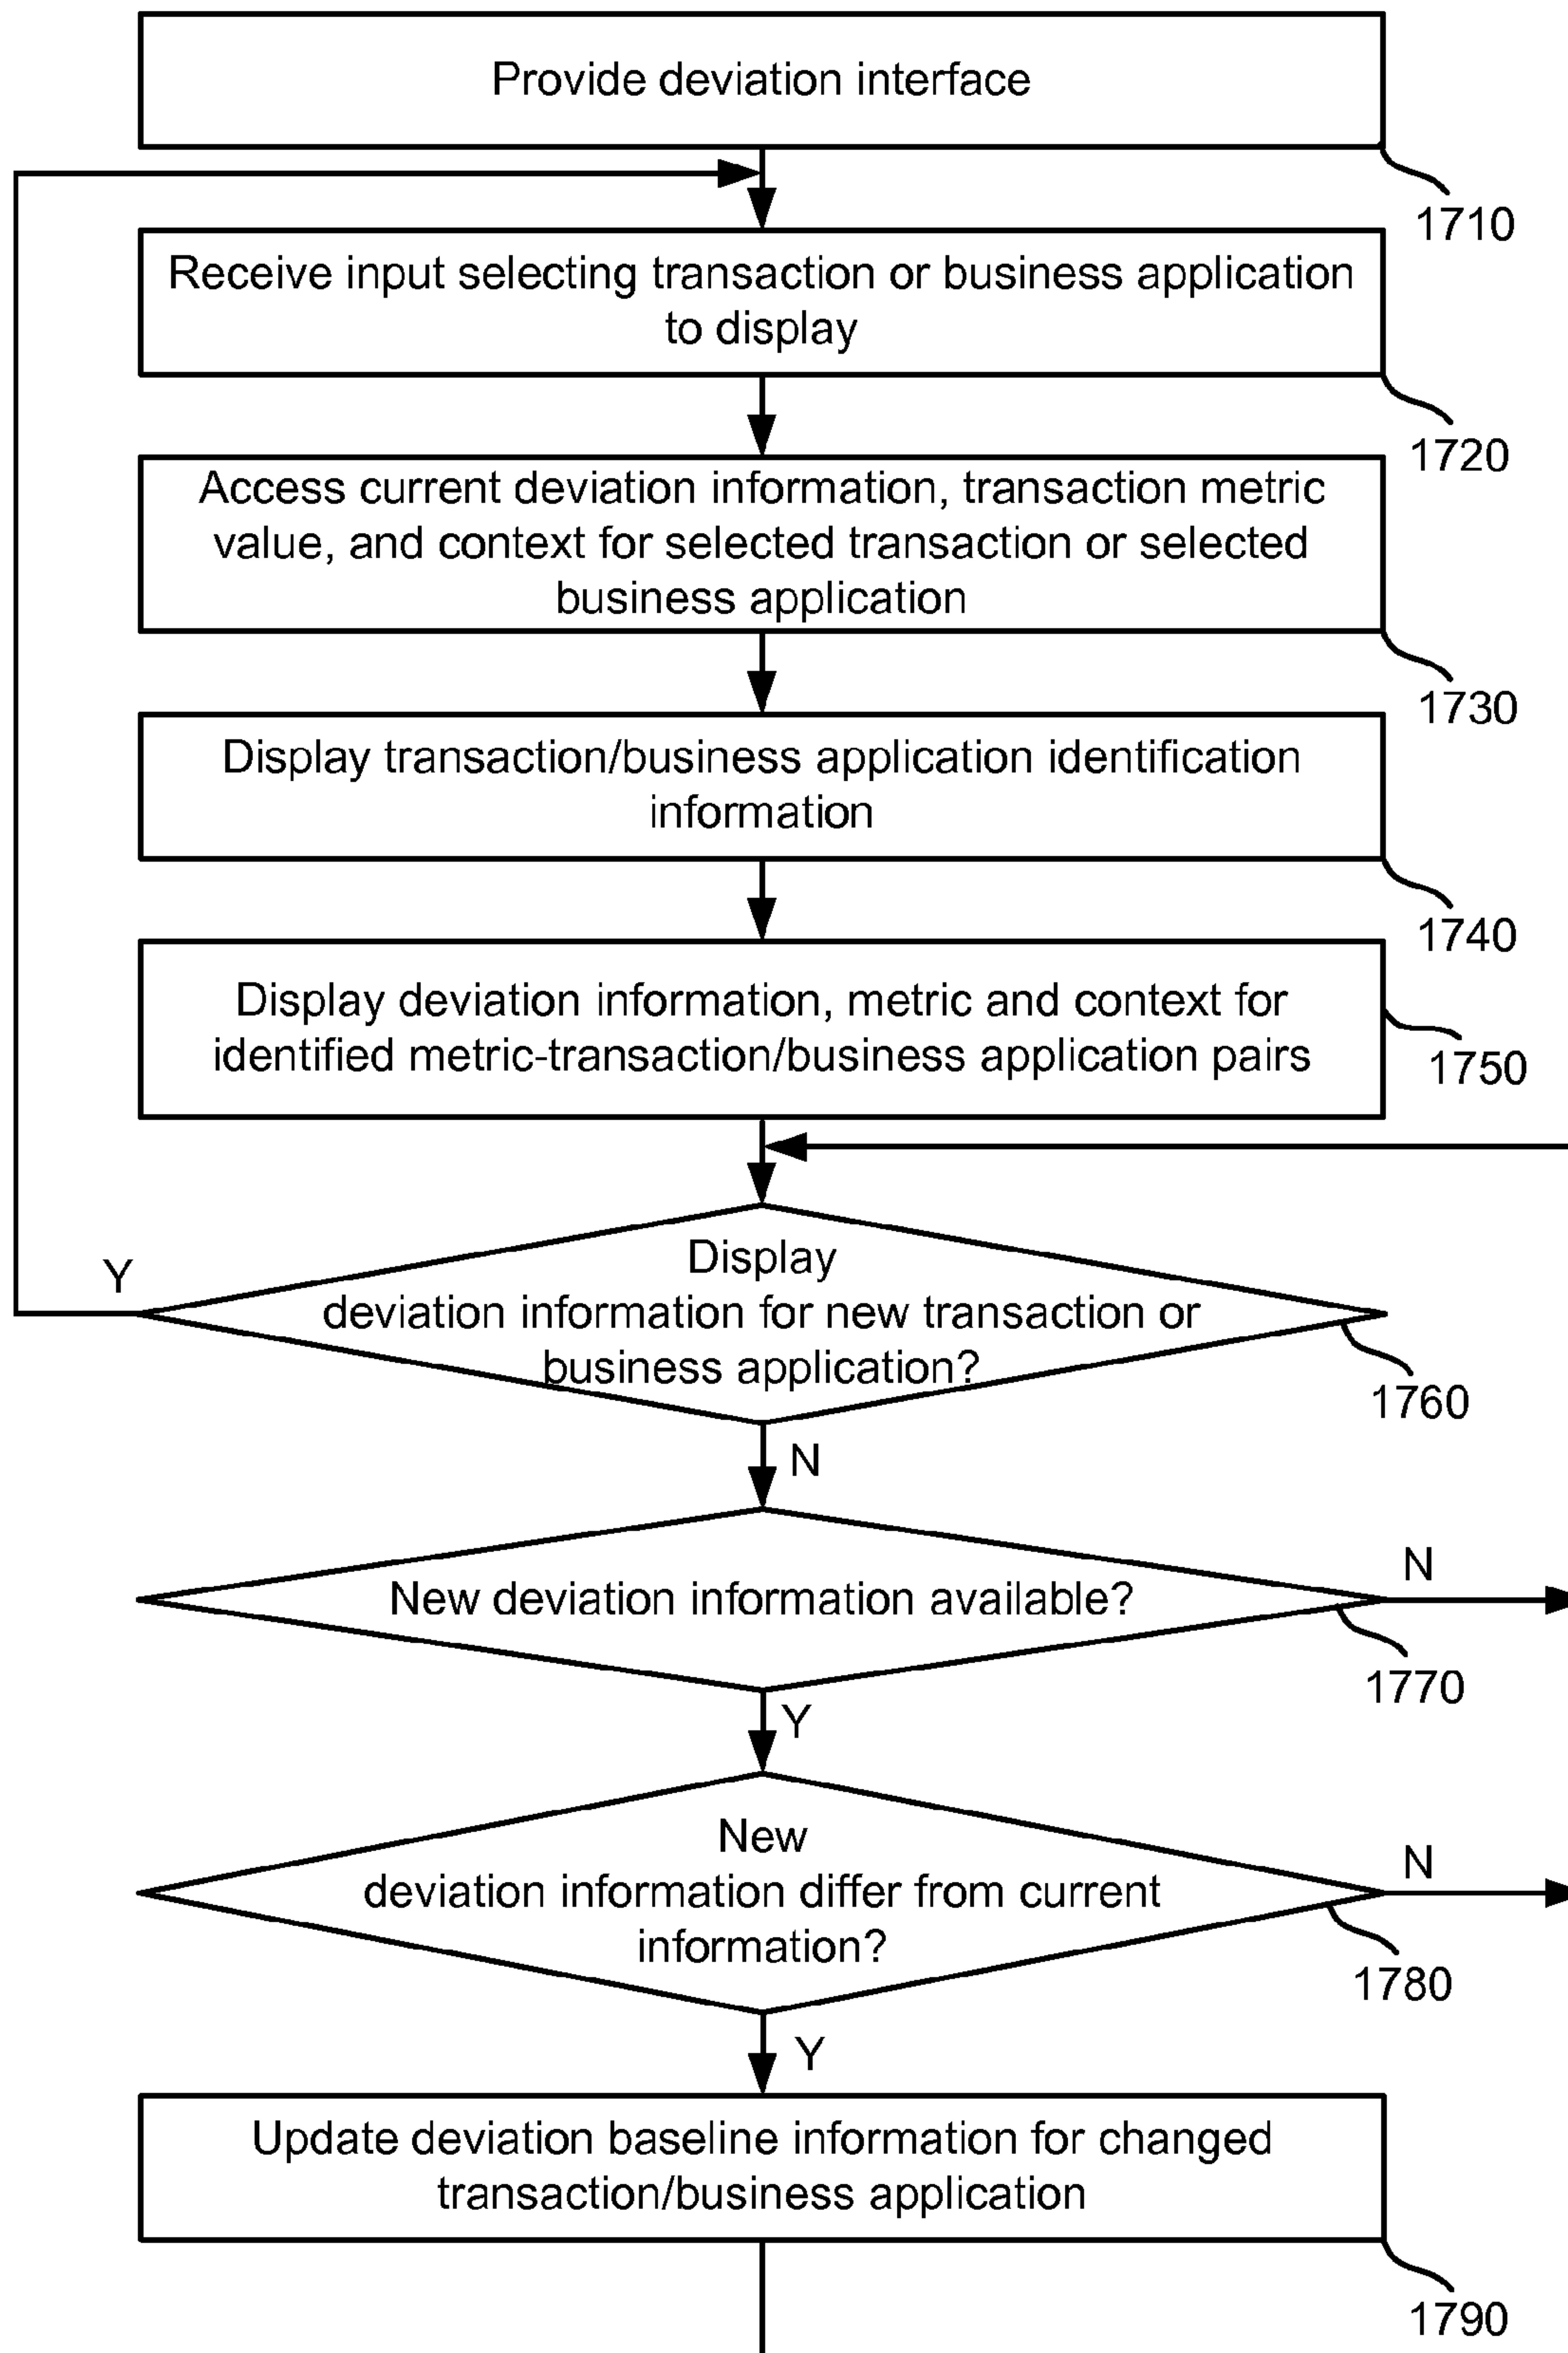 Provide deviation interface
1710
Receive input selecting transaction or business application
to display
1720
Access current deviation information, transaction metric
value, and context for selected transaction or selected
business application
1730
Display transaction/business application identification
information
1740
Display deviation information, metric and context for
identified metric-transaction/business application pairs
1750
Y
Display
deviation information for new transaction or
business application?
1760
N
New deviation information available?
N
1770
Y
New
deviation information differ from current
information?
N
1780
Y
Update deviation baseline information for changed
transaction/business application
1790